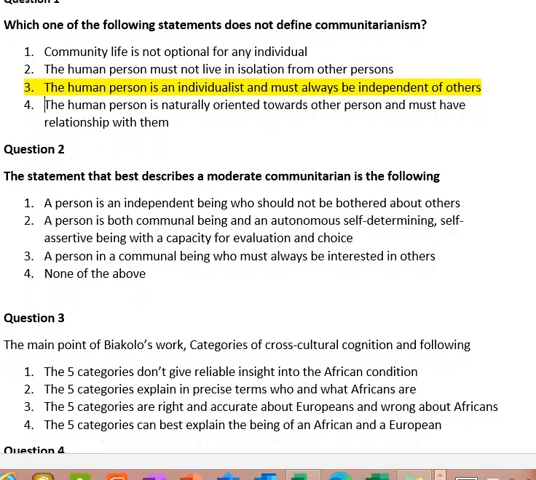 Question 1
Which one of the following statements does not define communitarianism?
1. Community life is not optional for any individual
2. The human person must not live in isolation from other persons
3. The human person is an individualist and must always be independent of others
4. The human person is naturally oriented towards other person and must have
relationship with them
Question 2
The statement that best describes a moderate communitarian is the following
1. A person is an independent being who should not be bothered about others
2. A person is both communal being and an autonomous self-determining, self-
assertive being with a capacity for evaluation and choice
3. A person in a communal being who must always be interested in others
4. None of the above
Question 3
The main point of Biakolo's work, Categories of cross-cultural cognition and following
1. The 5 categories don't give reliable insight into the African condition
2. The 5 categories explain in precise terms who and what Africans are
3. The 5 categories are right and accurate about Europeans and wrong about Africans
4. The 5 categories can best explain the being of an African and a European
Question 4